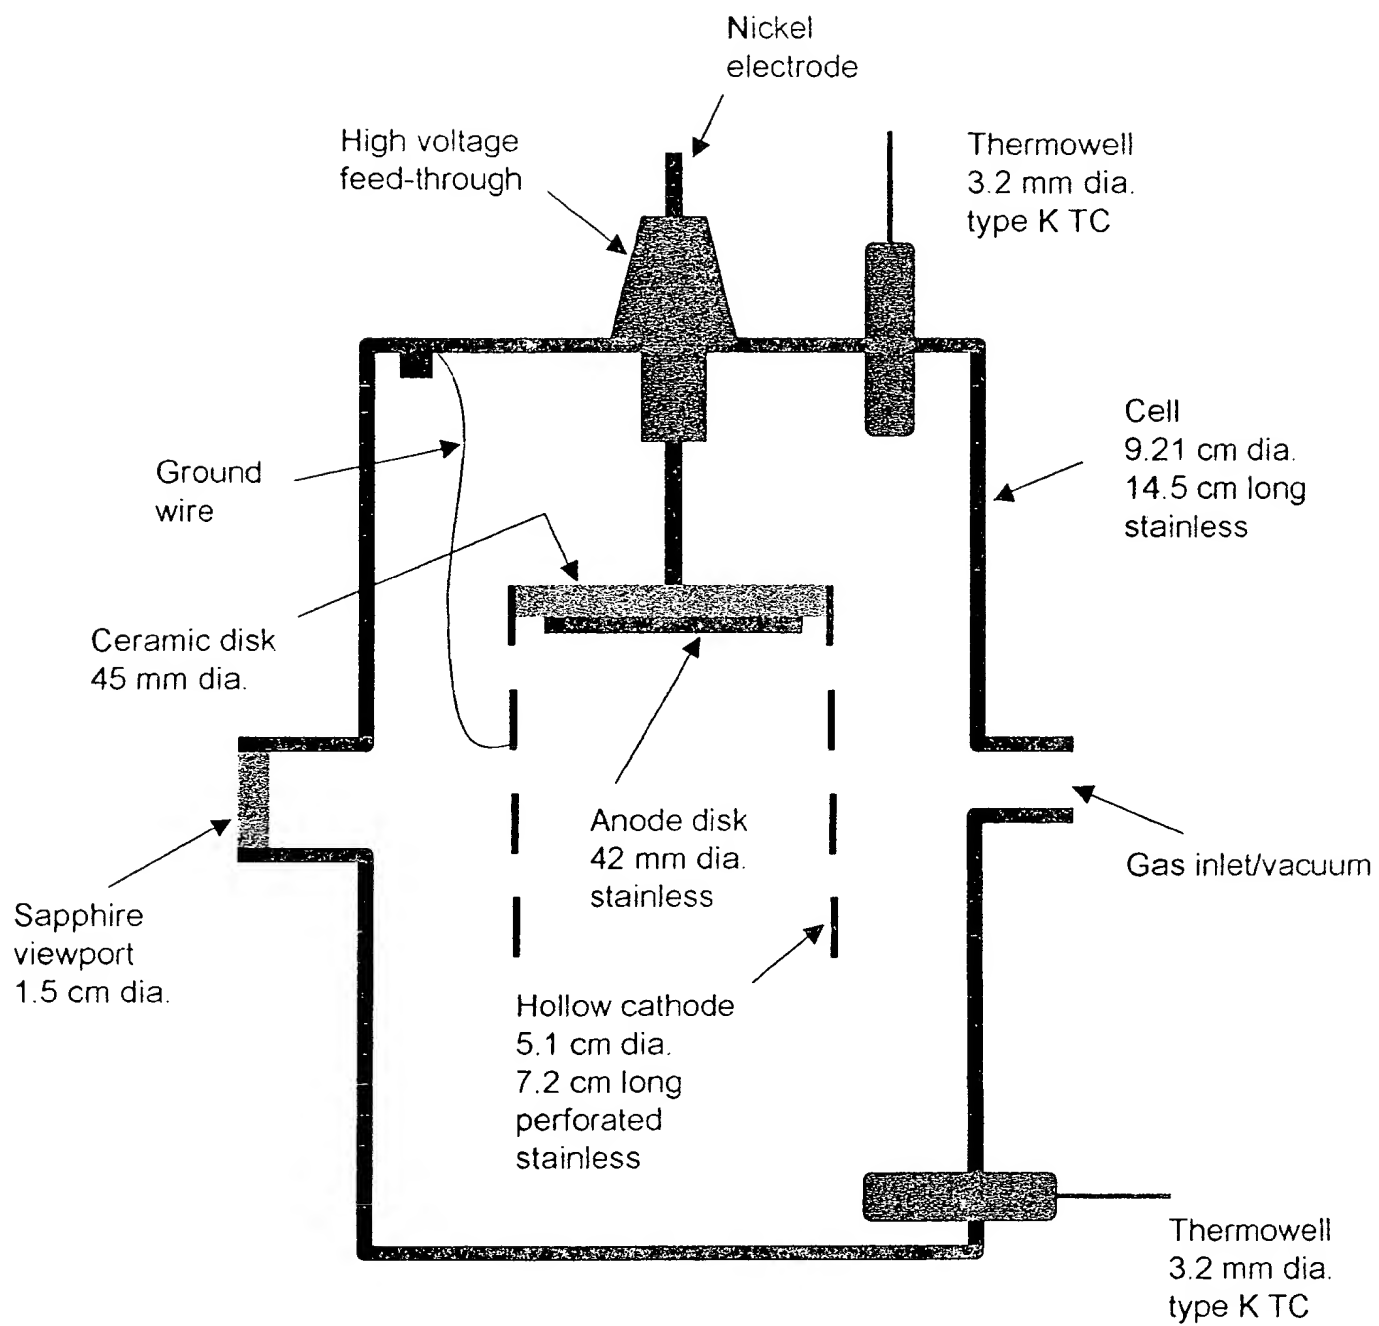 Nickel
electrode
High voltage
feed-through
Thermowell
3.2 mm dia.
type K TC
Cell
9.21 cm dia.
14.5 cm long
stainless
Ground
wire
Ceramic disk
45 mm dia.
Anode disk
42 mm dia.
stainless
Gas inlet/vacuum
Sapphire
viewport
1.5 cm dia.
Hollow cathode
5.1 cm dia.
7.2 cm long
perforated
stainless
Thermowell
3.2 mm dia.
type K TC